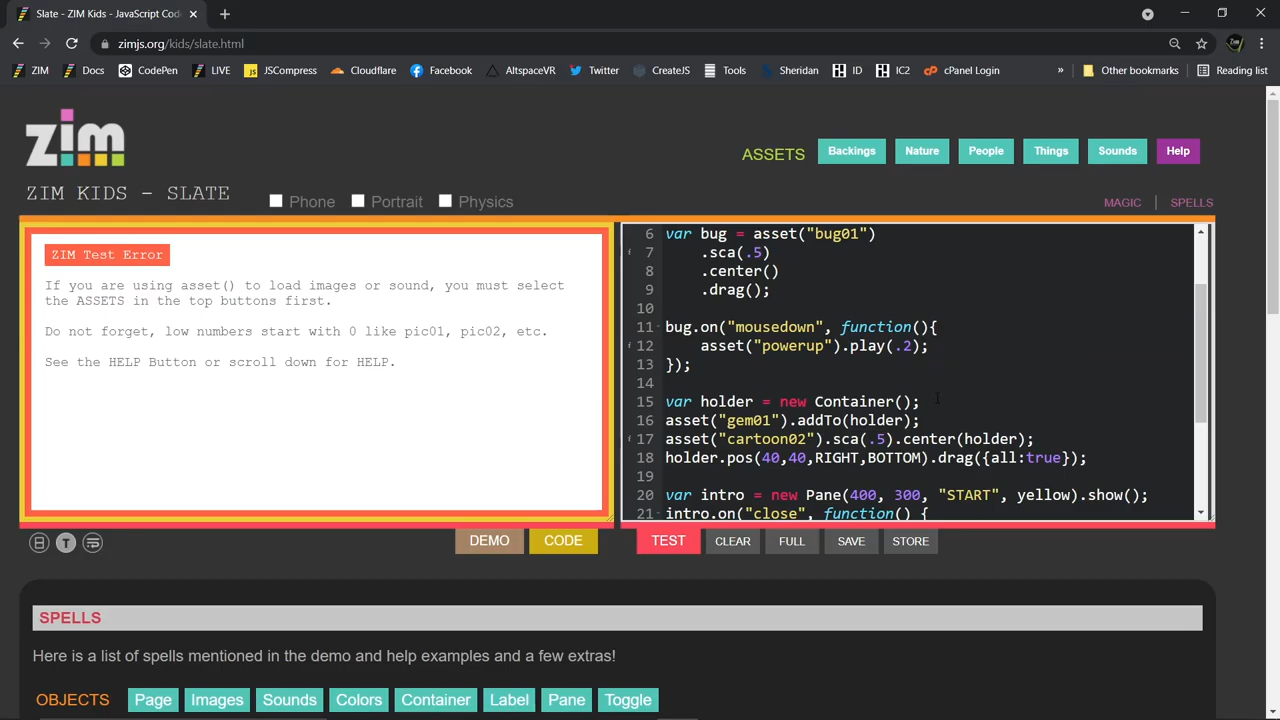 Slate - ZIM Kids - JavaScript Cod
zimjs.org/kids/slate.html
ZIM Docs CodePen LIVE JSCompress Cloudflare Facebook AltspaceVR Twitter CreateJS Tools Sheridan ID IC2 cPanel Login » Other bookmarks Reading list
zim
ASSETS Backings Nature People Things Sounds Help
ZIM KIDS - SLATE
Phone Portrait Physics
MAGIC SPELLS
ZIM Test Error
If you are using asset() to load images or sound, you must select
the ASSETS in the top buttons first.
Do not forget, low numbers start with 0 like pic01, pic02, etc.
See the HELP Button or scroll down for HELP.
6 var bug = asset("bug01")
7 .sca(.5)
8 .center()
9 .drag();
10
11 bug.on("mousedown", function(){
12 asset("powerup").play(.2);
13 });
14
15 var holder = new Container();
16 asset("gem01").addTo(holder);
17 asset("cartoon02").sca(.5).center(holder);
18 holder.pos(40,40,RIGHT,BOTTOM).drag({all:true});
19
20 var intro = new Pane(400, 300, "START", yellow).show();
21 intro.on("close", function() {
T
DEMO CODE TEST CLEAR FULL SAVE STORE
SPELLS
Here is a list of spells mentioned in the demo and help examples and a few extras!
OBJECTS Page Images Sounds Colors Container Label Pane Toggle